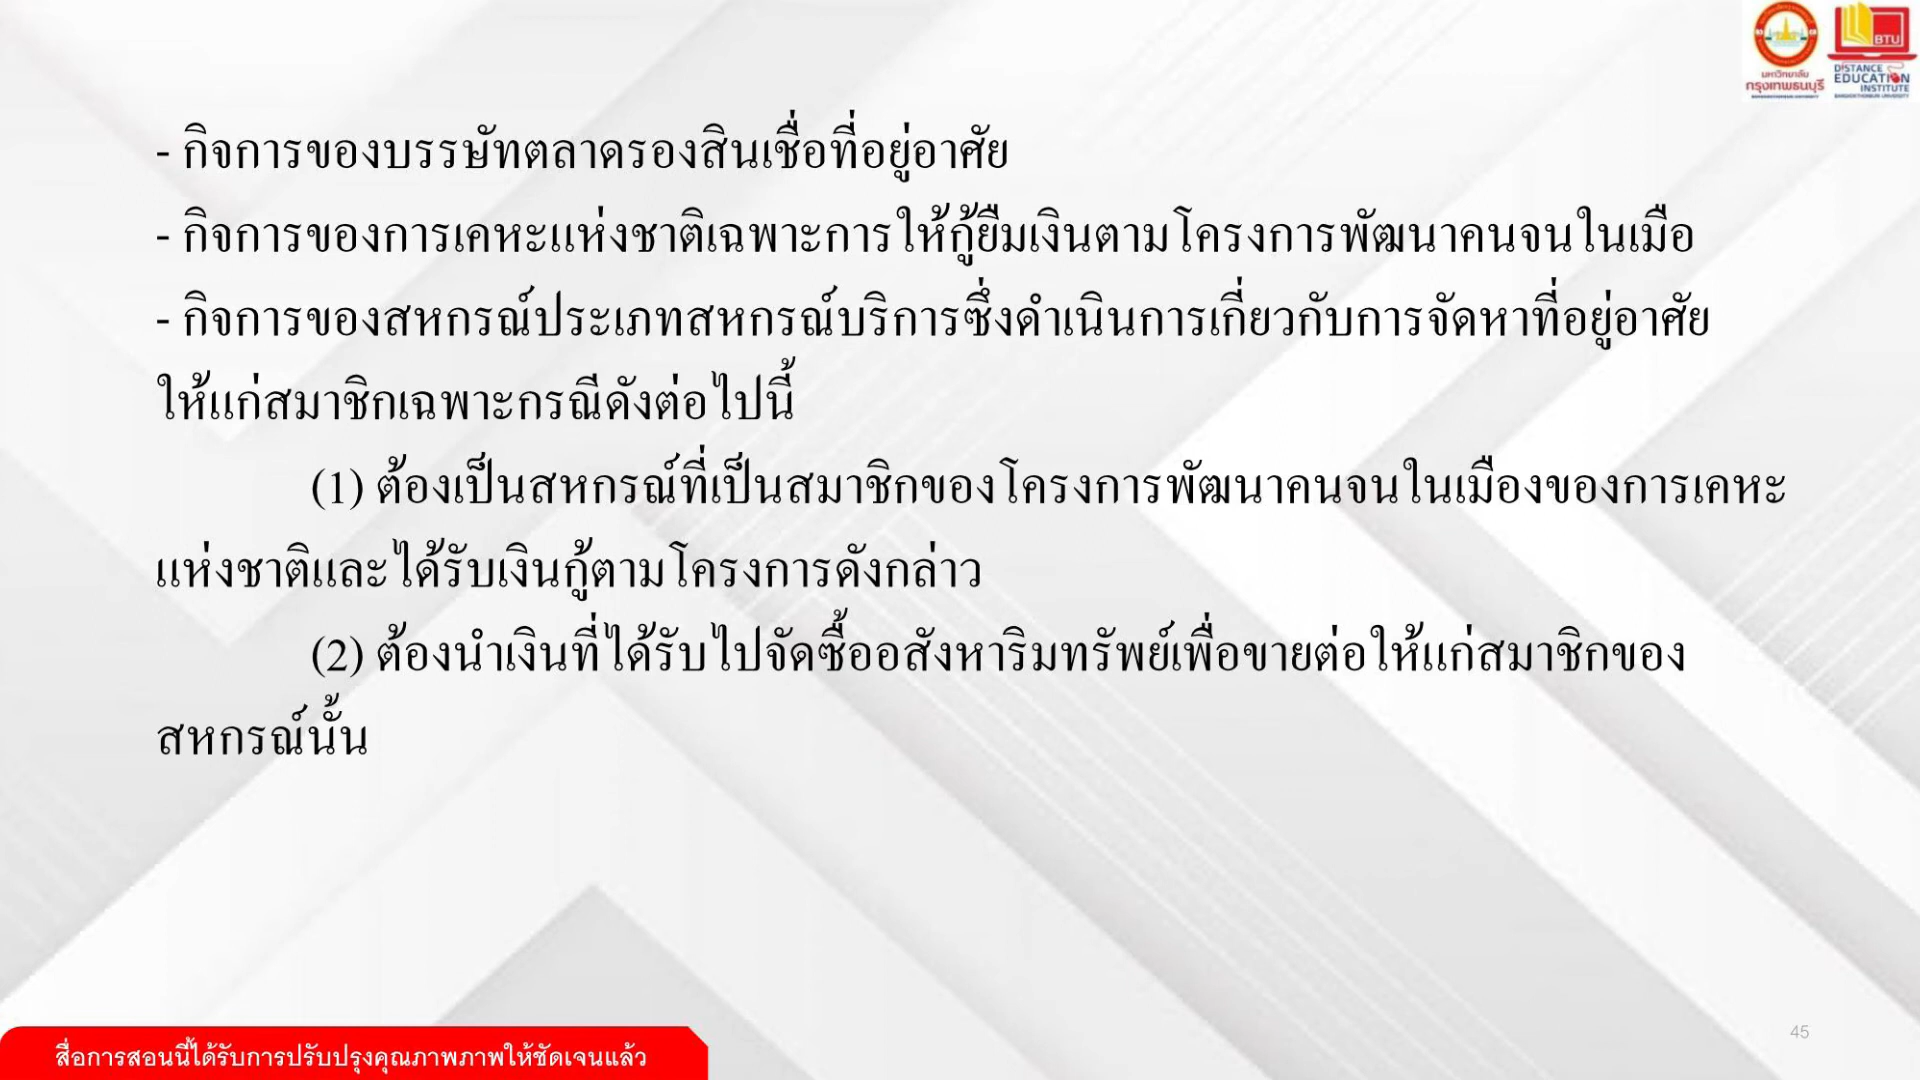 มหาวิทยาลัย
กรุงเทพธนบุรี
BTU
DISTANCE
EDUCATION
INSTITUTE
- กิจการของบรรษัทตลาดรองสินเชื่อที่อยู่อาศัย
- กิจการของการเคหะแห่งชาติเฉพาะการให้กู้ยืมเงินตามโครงการพัฒนาคนจนในเมือ
- กิจการของสหกรณ์ประเภทสหกรณ์บริการซึ่งดำเนินการเกี่ยวกับการจัดหาที่อยู่อาศัย
ให้แก่สมาชิกเฉพาะกรณีดังต่อไปนี้
(1) ต้องเป็นสหกรณ์ที่เป็นสมาชิกของโครงการพัฒนาคนจนในเมืองของการเคหะ
แห่งชาติและได้รับเงินกู้ตามโครงการดังกล่าว
(2) ต้องนำเงินที่ได้รับไปจัดซื้ออสังหาริมทรัพย์เพื่อขายต่อให้แก่สมาชิกของ
สหกรณ์นั้น
45
สื่อการสอนนี้ได้รับการปรับปรุงคุณภาพภาพให้ชัดเจนแล้ว